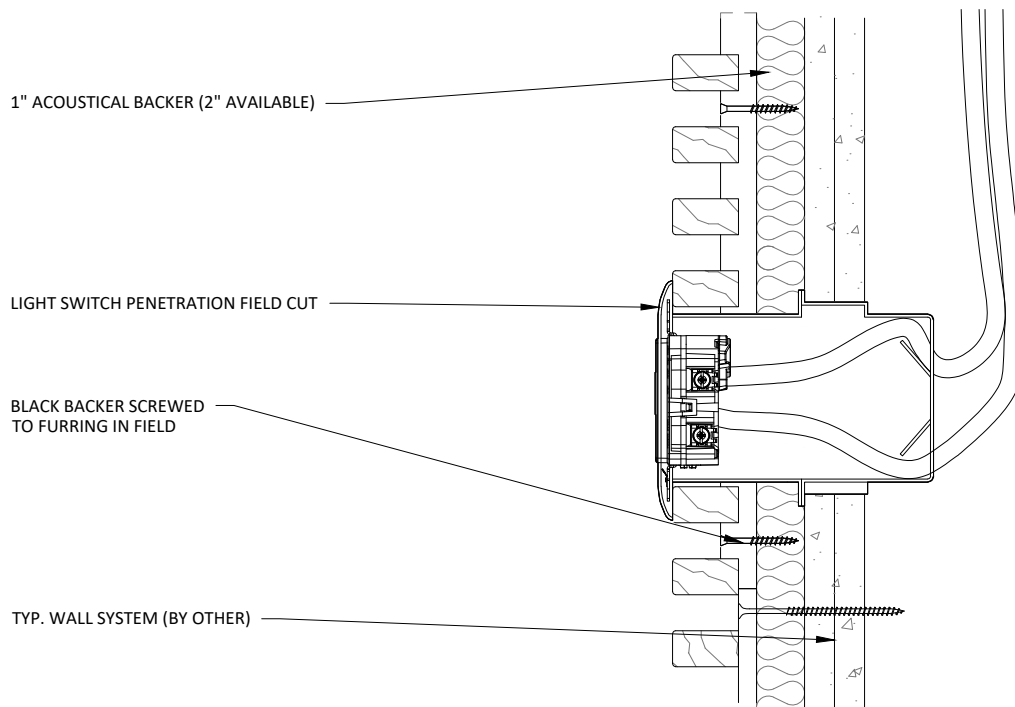 1" ACOUSTICAL BACKER (2" AVAILABLE)
LIGHT SWITCH PENETRATION FIELD CUT
BLACK BACKER SCREWED
TO FURRING IN FIELD
TYP. WALL SYSTEM (BY OTHER)